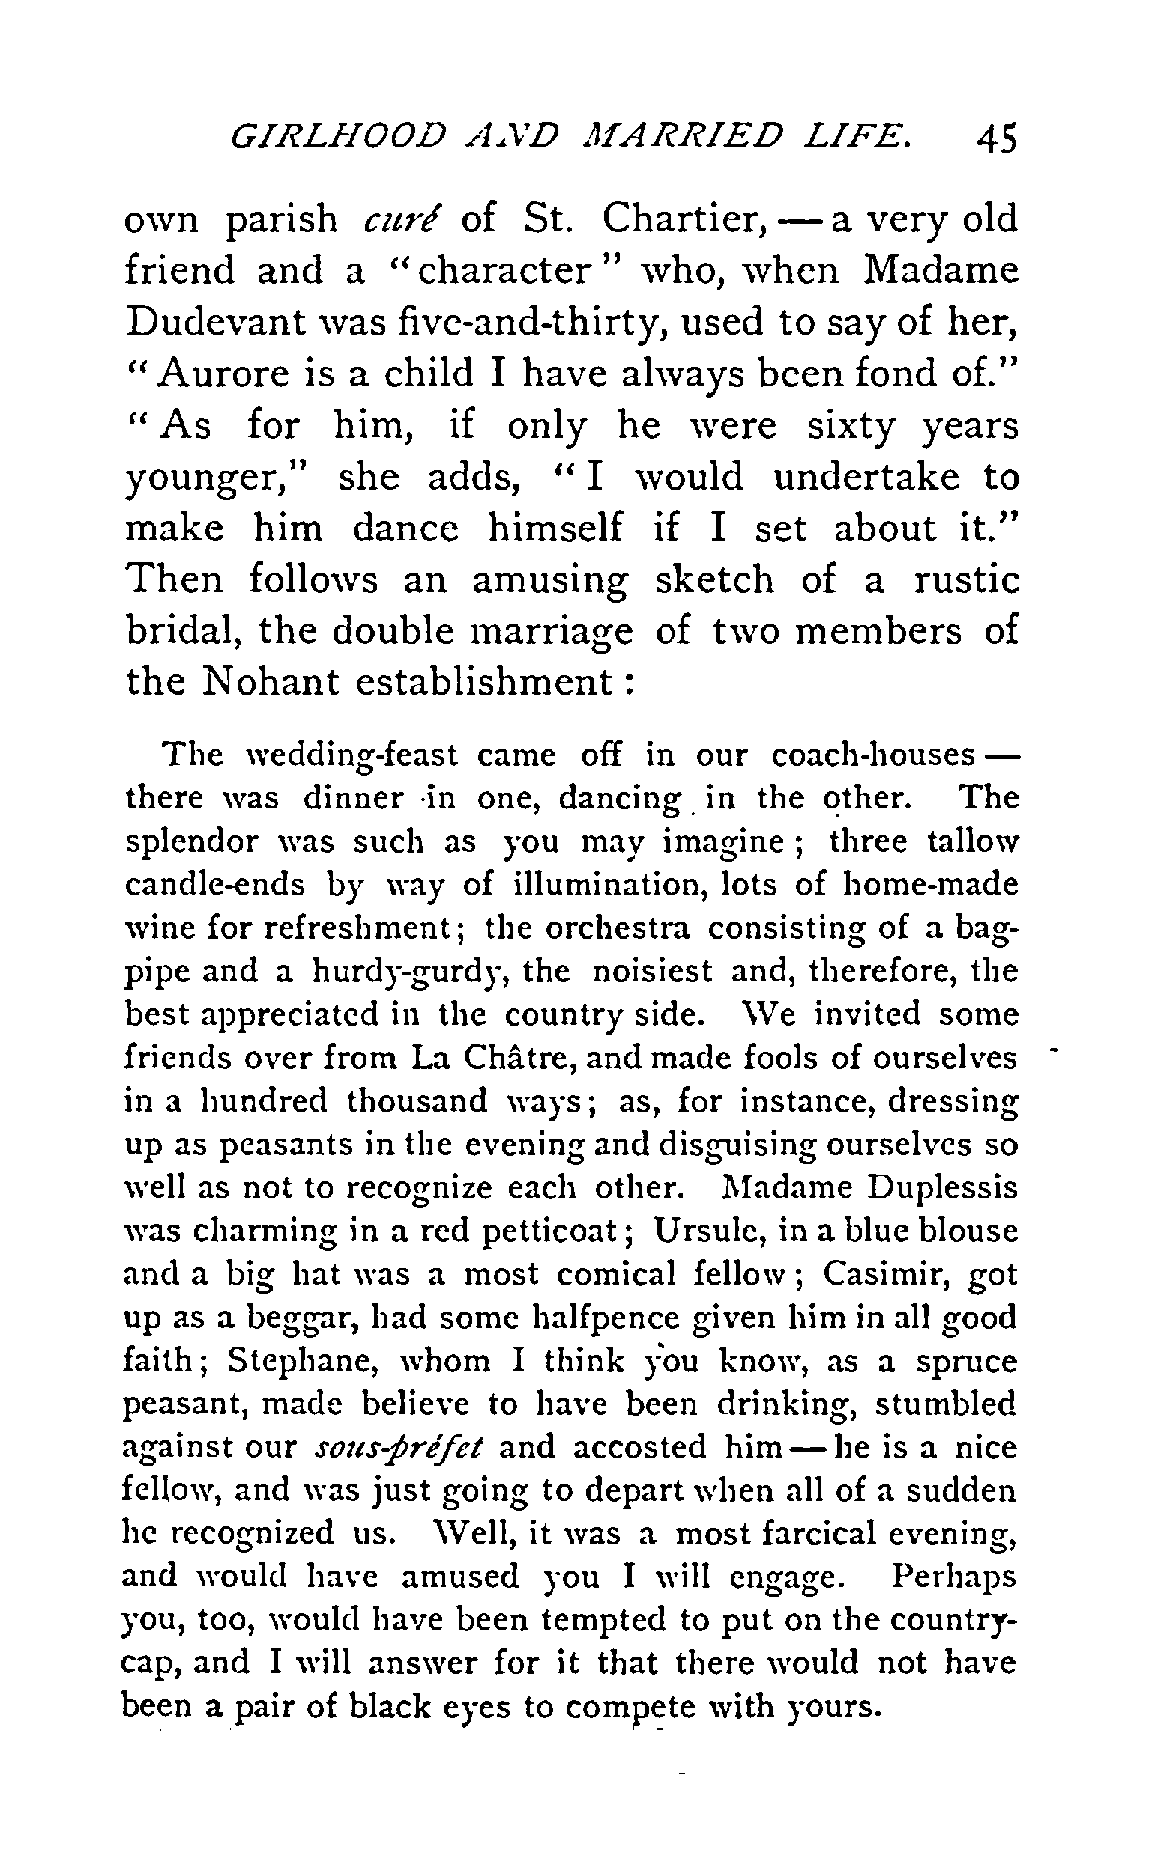 GIRLHOOD AND MARRIED LIFE. 45
own parish curé of St. Chartier, — a very old
friend and a "character" who, when Madame
Dudevant was five-and-thirty, used to say of her,
"Aurore is a child I have always been fond of."
"As for him, if only he were sixty years
younger," she adds, "I would undertake to
make him dance himself if I set about it."
Then follows an amusing sketch of a rustic
bridal, the double marriage of two members of
the Nohant establishment :
The wedding-feast came off in our coach-houses —
there was dinner in one, dancing in the other. The
splendor was such as you may imagine ; three tallow
candle-ends by way of illumination, lots of home-made
wine for refreshment; the orchestra consisting of a bag-
pipe and a hurdy-gurdy, the noisiest and, therefore, the
best appreciated in the country side. We invited some
friends over from La Châtre, and made fools of ourselves
in a hundred thousand ways; as, for instance, dressing
up as peasants in the evening and disguising ourselves so
well as not to recognize each other. Madame Duplessis
was charming in a red petticoat; Ursule, in a blue blouse
and a big hat was a most comical fellow ; Casimir, got
up as a beggar, had some halfpence given him in all good
faith; Stephane, whom I think you know, as a spruce
peasant, made believe to have been drinking, stumbled
against our sous-préfet and accosted him — he is a nice
fellow, and was just going to depart when all of a sudden
he recognized us. Well, it was a most farcical evening,
and would have amused you I will engage. Perhaps
you, too, would have been tempted to put on the country-
cap, and I will answer for it that there would not have
been a pair of black eyes to compete with yours.